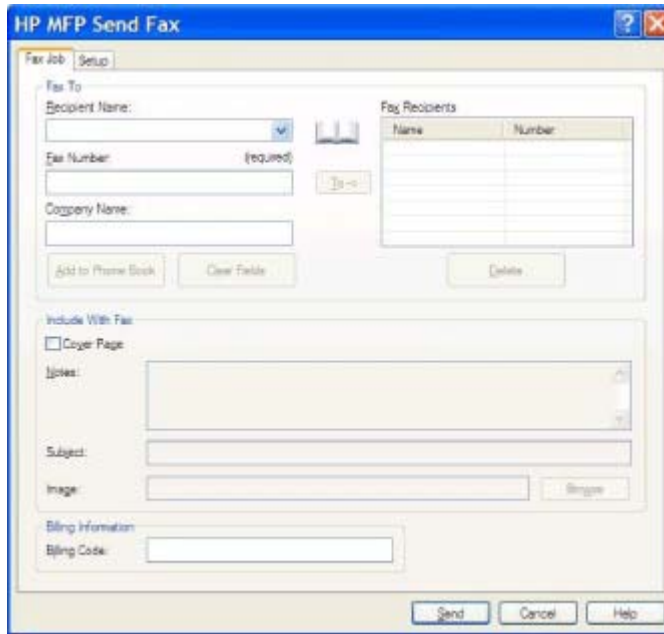 HP MFP Send Fax
Fax Job Setup
Fax To
Recipient Name:
Fax Recipients
Name Number
Fax Number: (required)
To ->
Company Name:
Add to Phone Book Clear Fields Delete
Include With Fax
Cover Page
Notes:
Subject:
Image: Browse
Billing Information
Billing Code:
Send Cancel Help